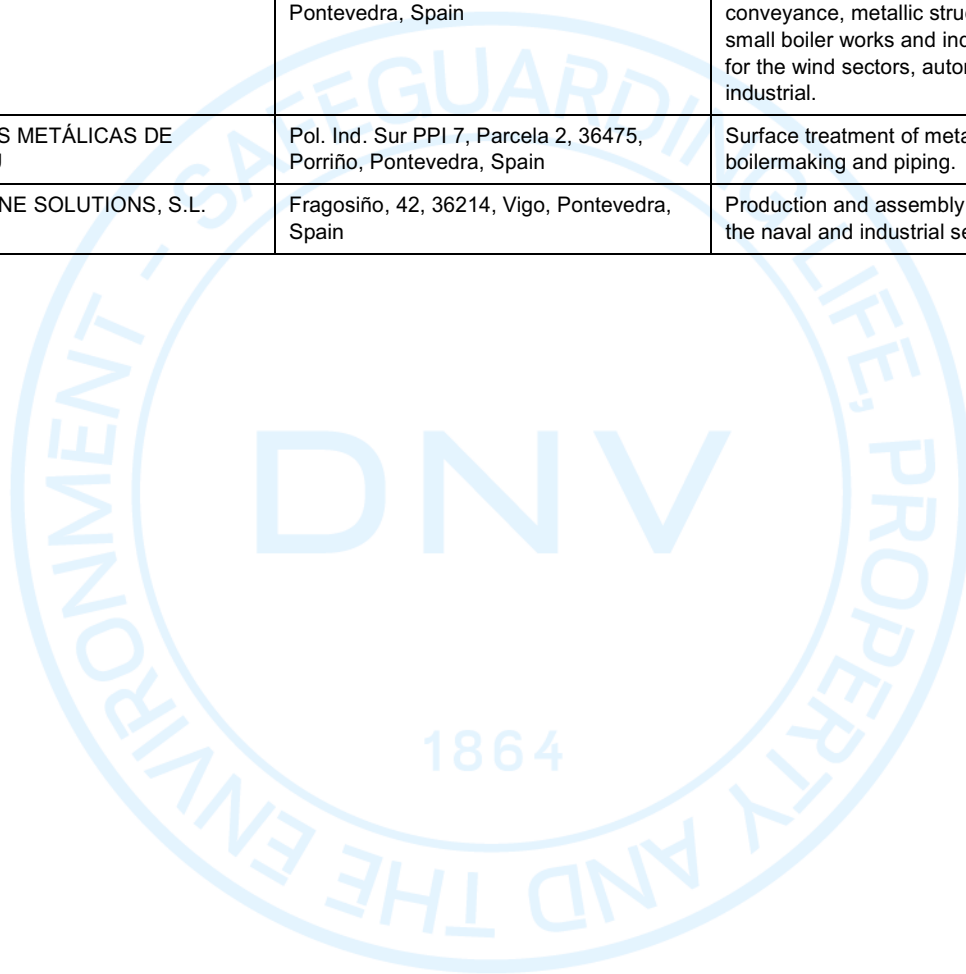 Pontevedra, Spain
conveyance, metallic stru
small boiler works and ind
for the wind sectors, auto
industrial.
S METÁLICAS DE
Pol. Ind. Sur PPI 7, Parcela 2, 36475,
Porriño, Pontevedra, Spain
Surface treatment of meta
boilermaking and piping.
NE SOLUTIONS, S.L.
Fragosiño, 42, 36214, Vigo, Pontevedra,
Spain
Production and assembly
the naval and industrial se
SAFEGUARDING LIFE, PROPERTY AND THE ENVIRONMENT -
DNV
1864